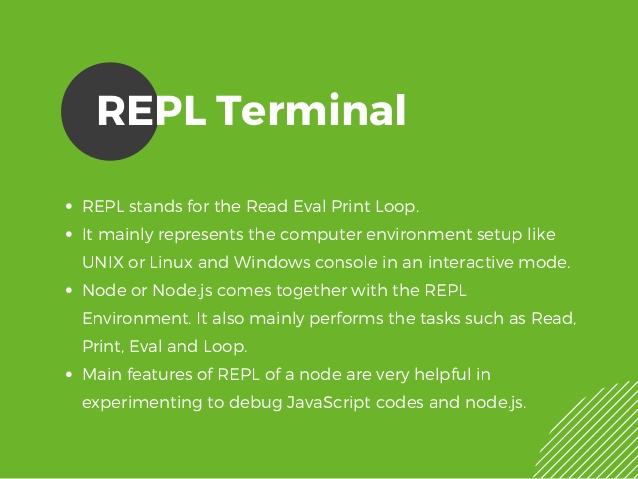 REPL Terminal
• REPL stands for the Read Eval Print Loop.
• It mainly represents the computer environment setup like
UNIX or Linux and Windows console in an interactive mode.
• Node or Node.js comes together with the REPL
Environment. It also mainly performs the tasks such as Read,
Print, Eval and Loop.
• Main features of REPL of a node are very helpful in
experimenting to debug JavaScript codes and node.js.